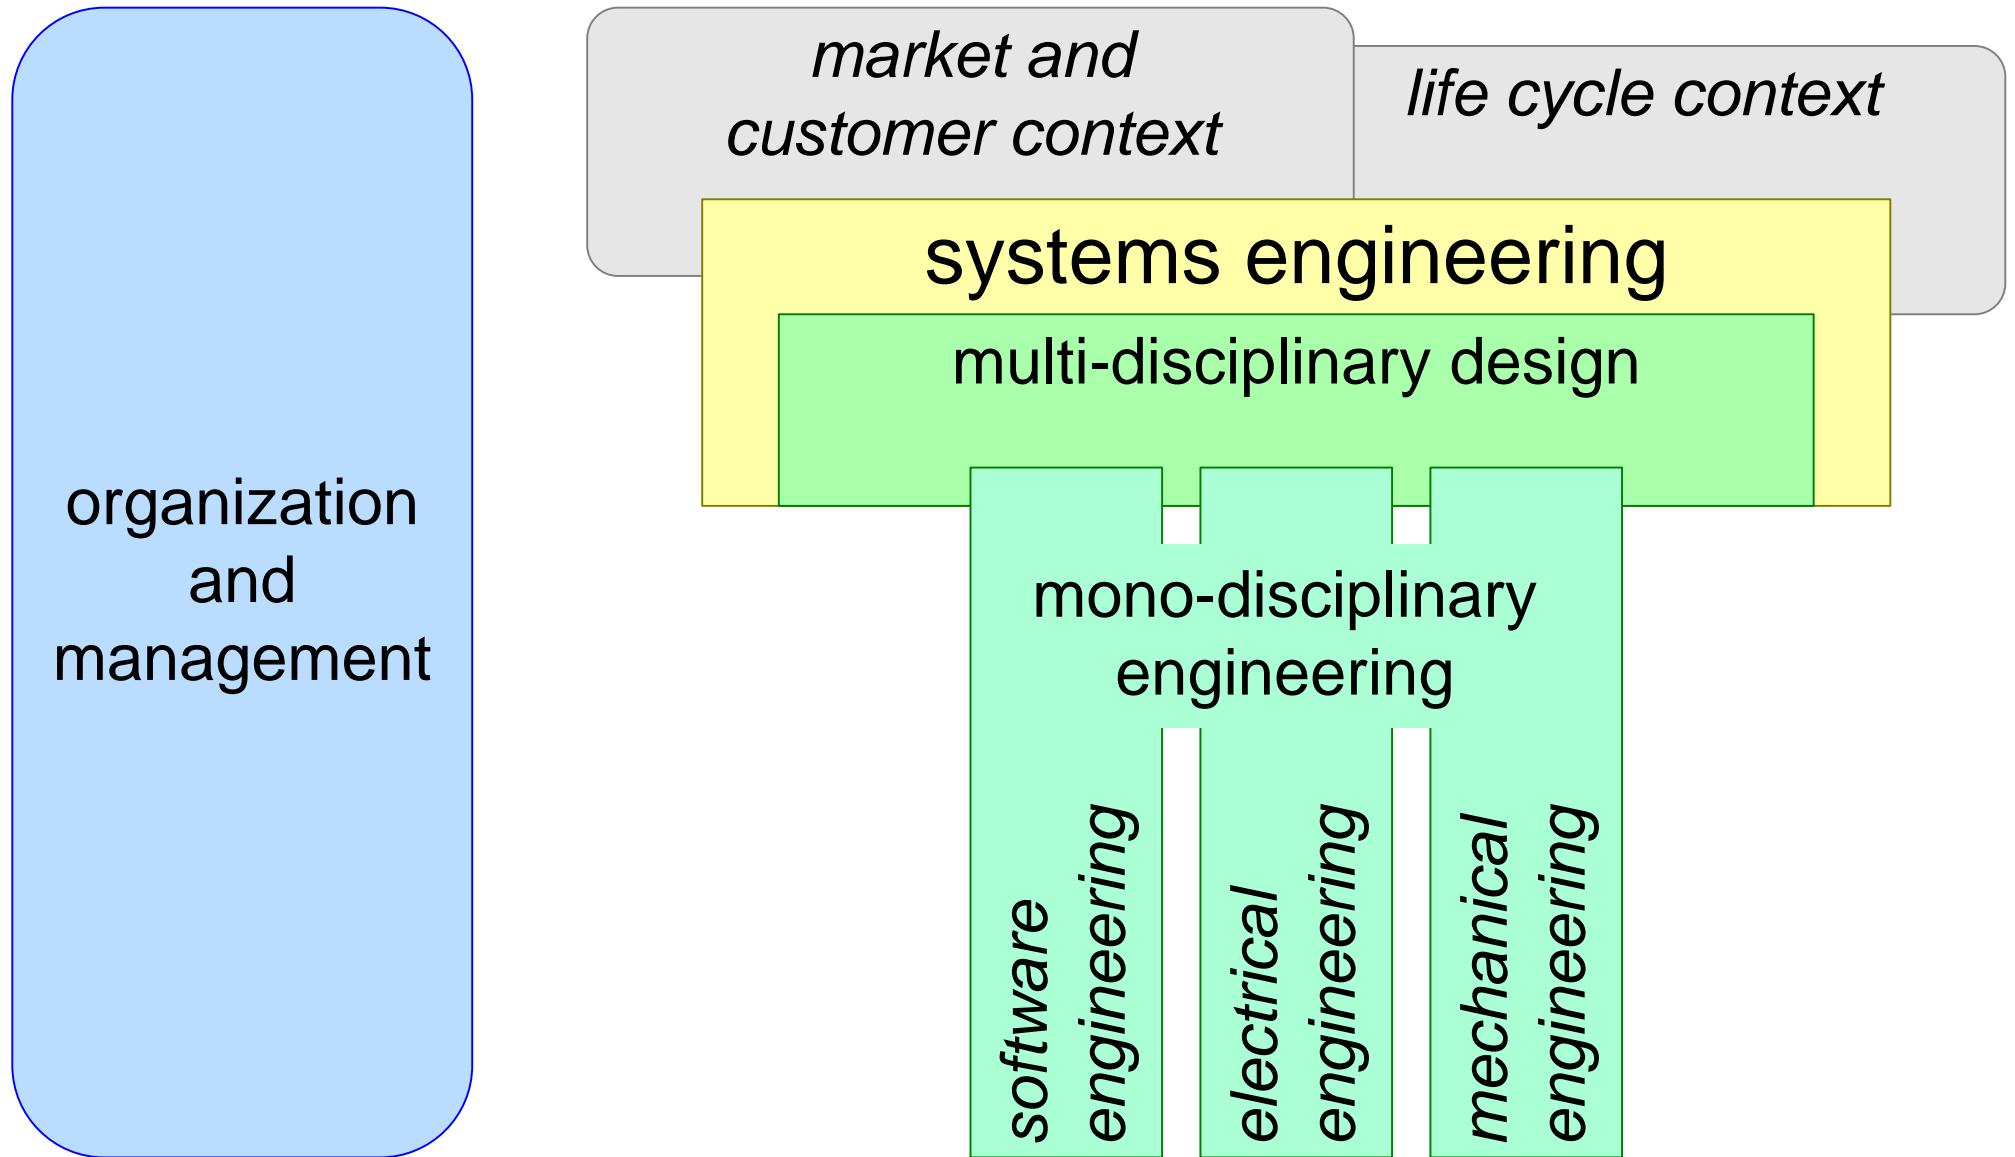 organization
and
management
market and
customer context
life cycle context
systems engineering
multi-disciplinary design
mono-disciplinary
engineering
software
engineering
electrical
engineering
mechanical
engineering